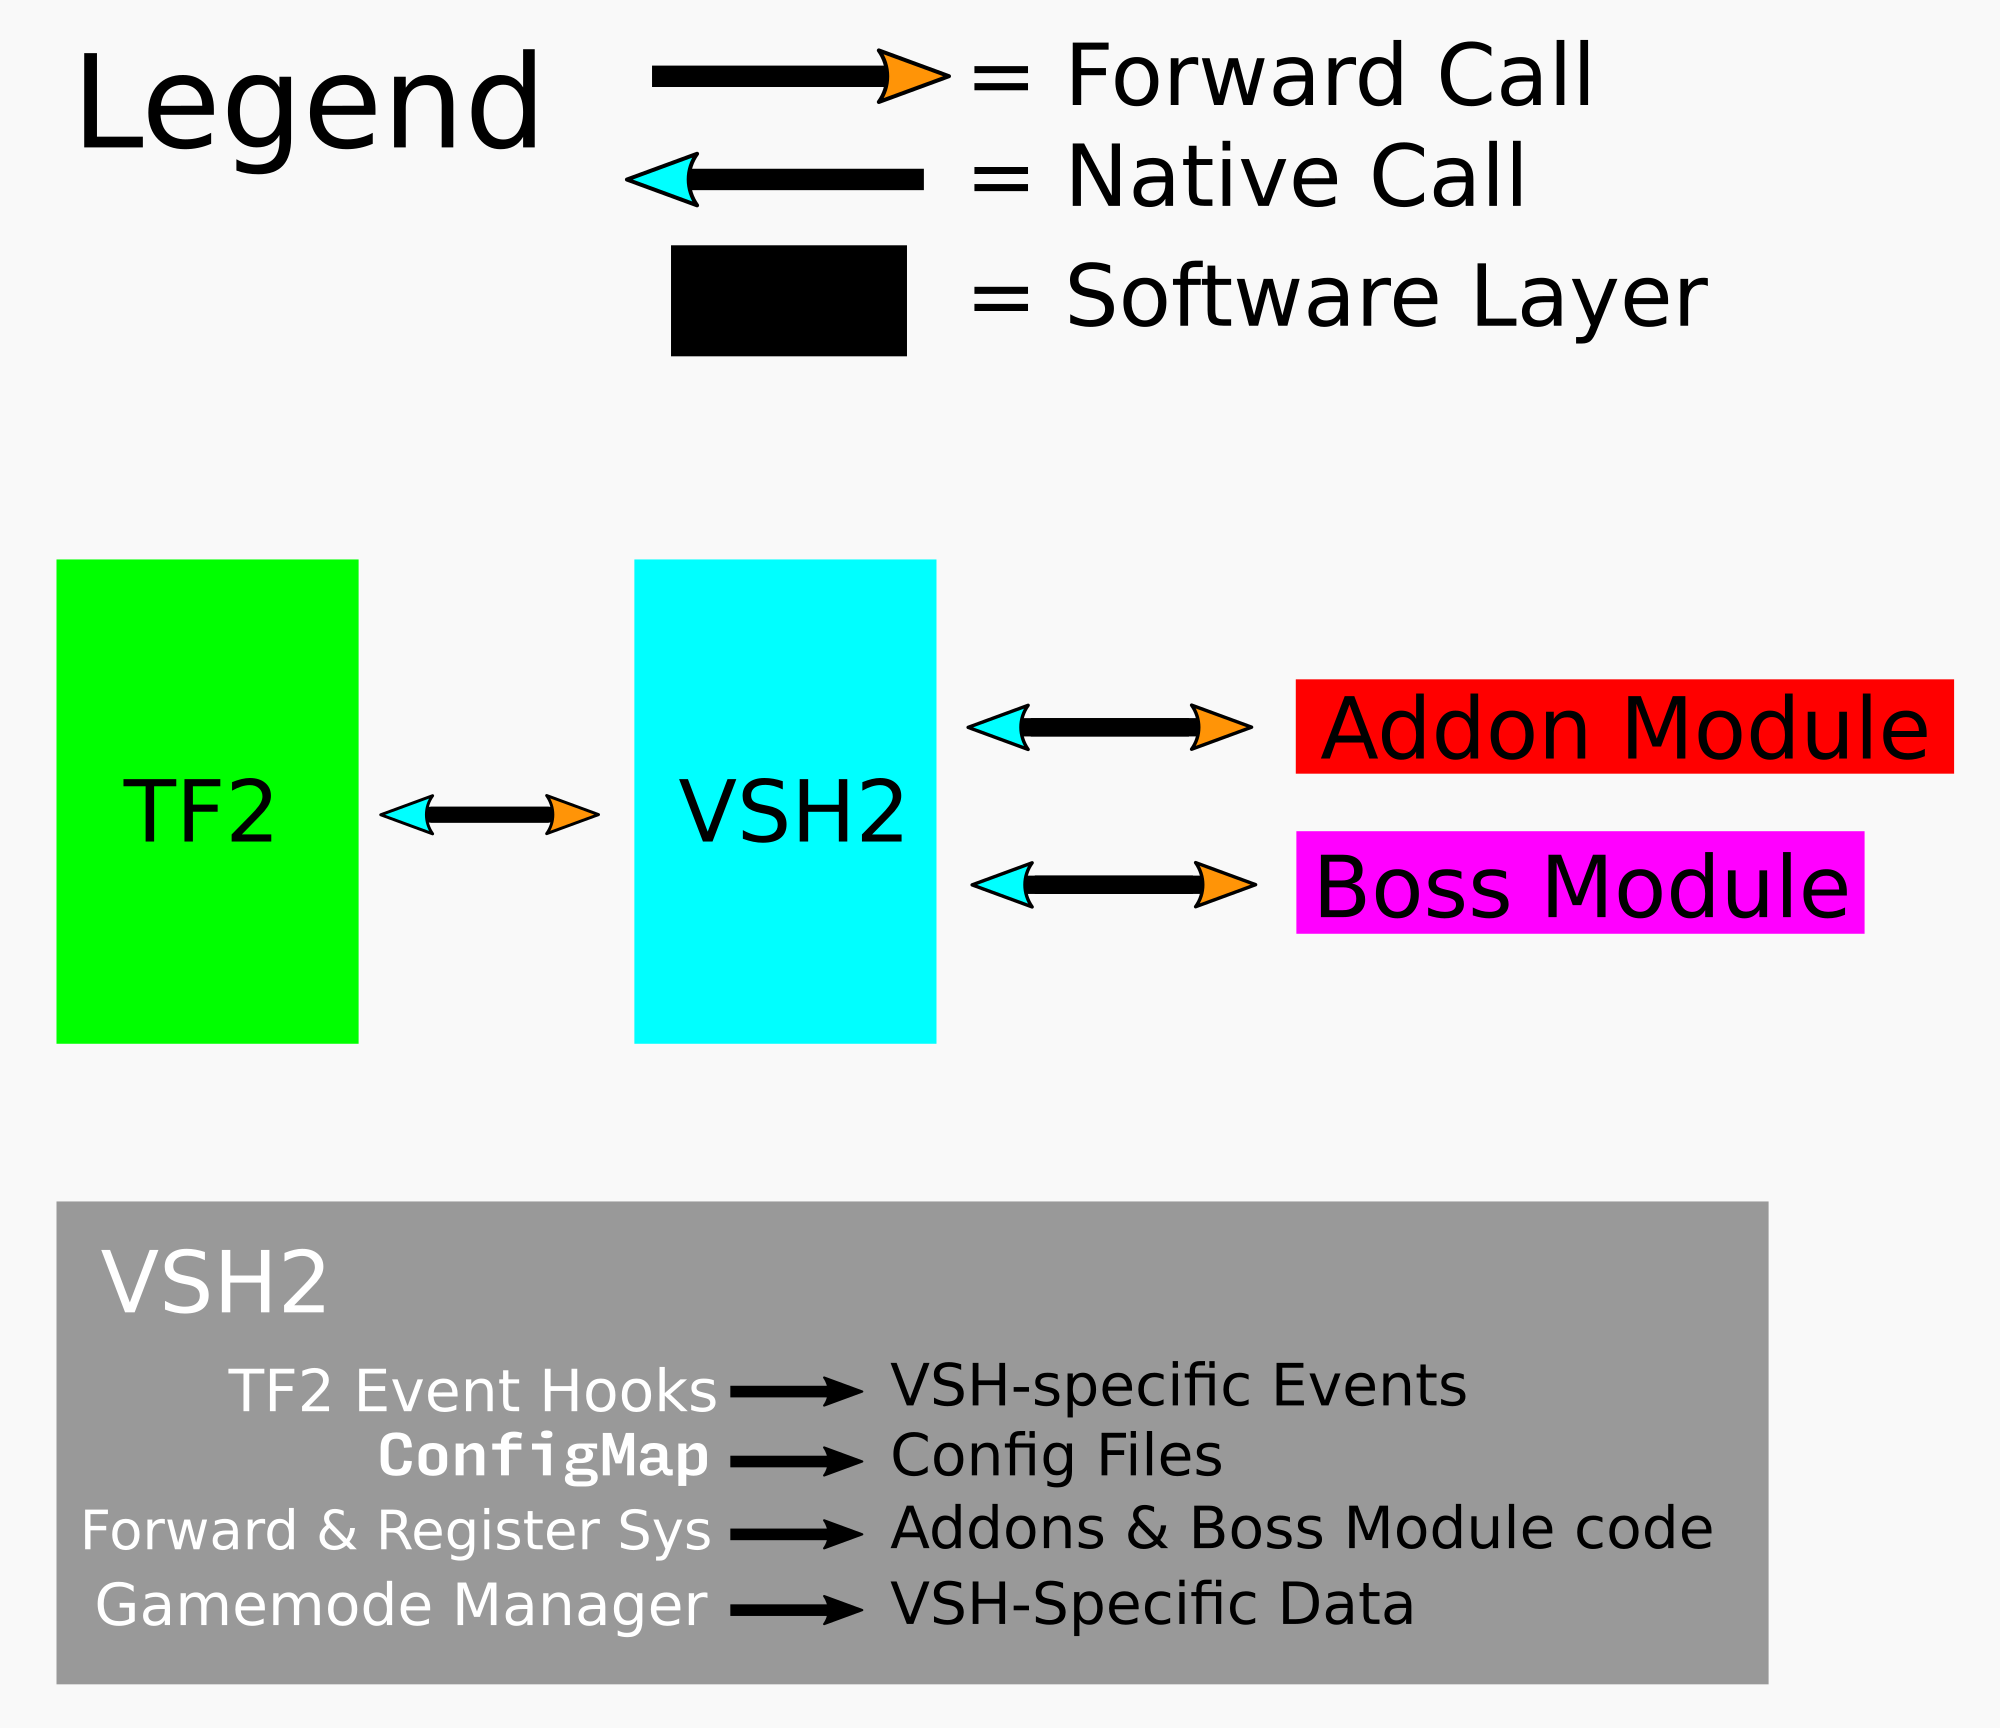 Legend
= Forward Call
= Native Call
= Software Layer
TF2
VSH2
Addon Module
Boss Module
VSH2
TF2 Event Hooks VSH-specific Events
ConfigMap Config Files
Forward & Register Sys Addons & Boss Module code
Gamemode Manager VSH-Specific Data